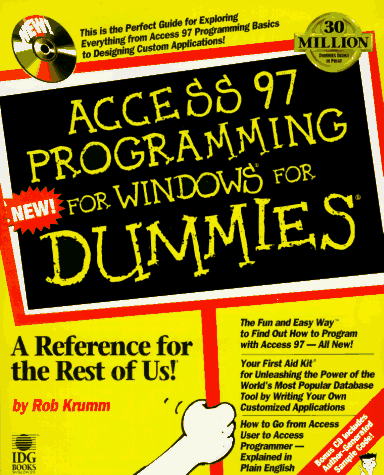 NEW!
This is the Perfect Guide for Exploring
Everything from Access 97 Programming Basics
to Designing Custom Applications!
30
MILLION
DUMMIES BOOKS
IN PRINT
ACCESS 97
PROGRAMMING
NEW!
FOR WINDOWS® FOR
DUMMIES®
A Reference for
the Rest of Us!®
by Rob Krumm
The Fun and Easy Way™
to Find Out How to Program
with Access 97 — All New!
Your First Aid Kit®
for Unleashing the Power of the
World's Most Popular Database
Tool by Writing Your Own
Customized Applications
How to Go from Access
User to Access
Programmer —
Explained in
Plain English
Bonus CD Includes
Author-Generated
Sample Code!
IDG
BOOKS